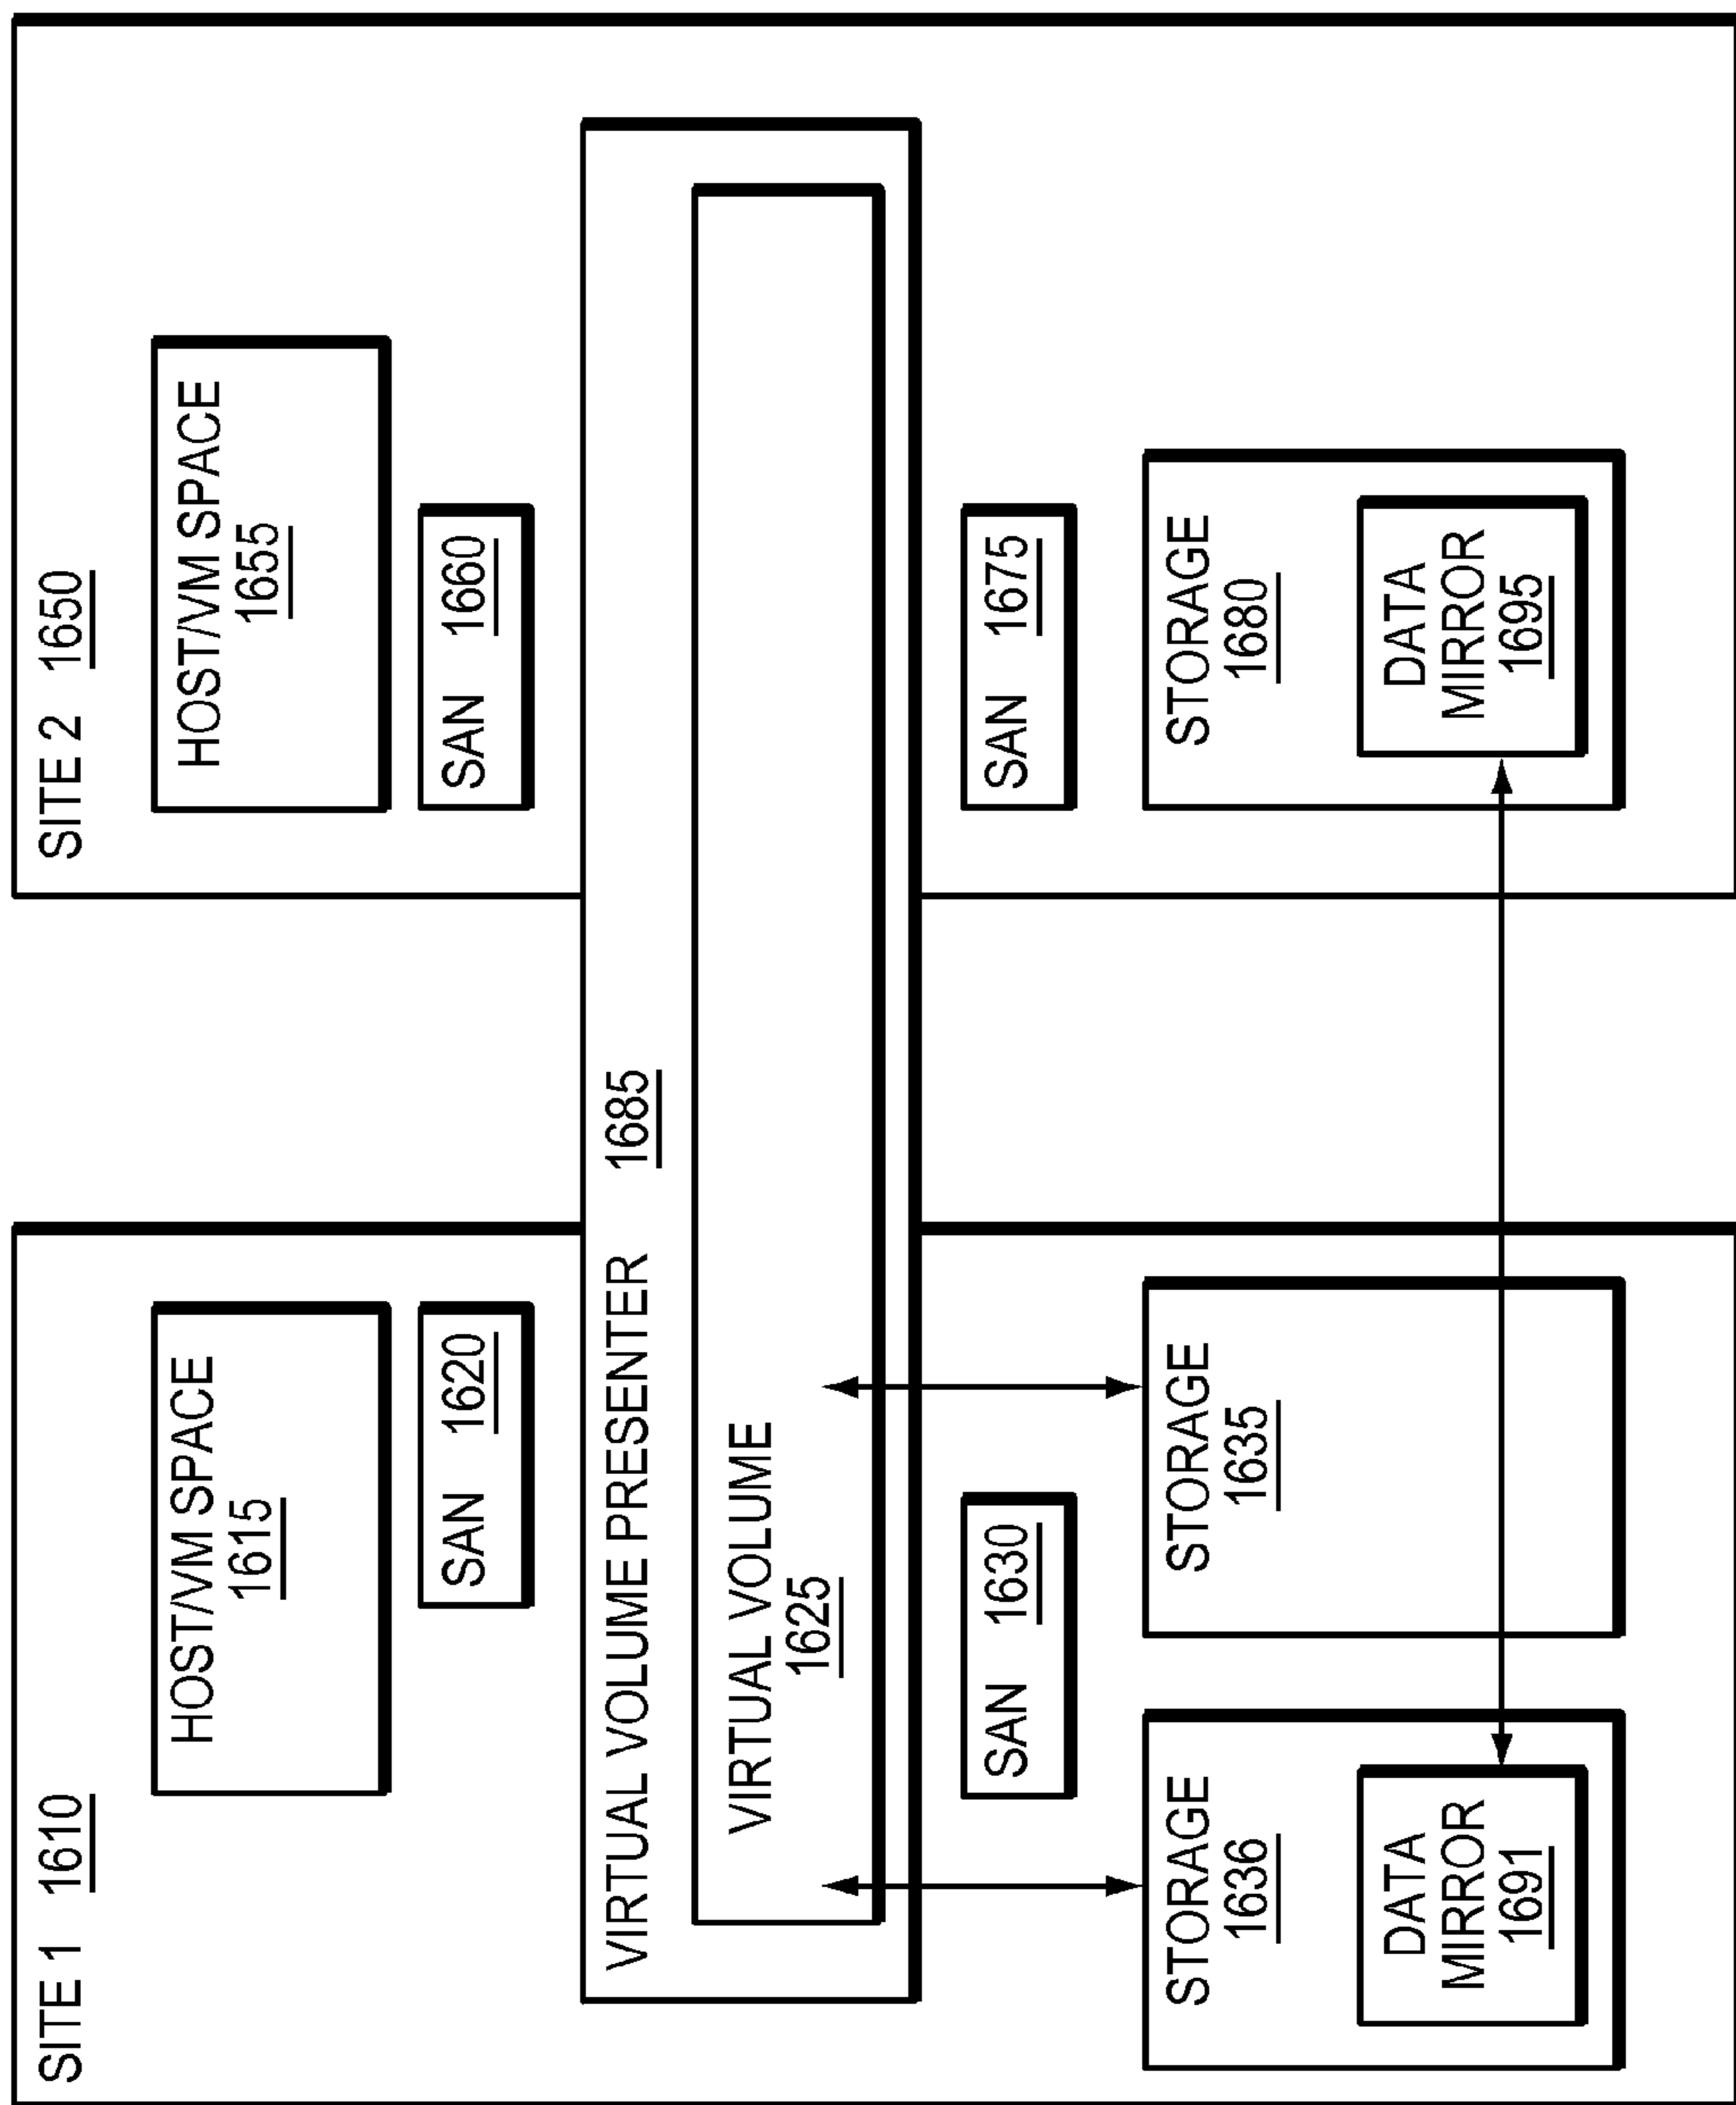 SITE 1 1610
HOST/VM SPACE
1615
SAN 1620
SITE 2 1650
HOST/VM SPACE
1655
SAN 1660
VIRTUAL VOLUME PRESENTER 1685
VIRTUAL VOLUME
1625
SAN 1630
SAN 1675
STORAGE
1636
DATA
MIRROR
1691
STORAGE
1635
STORAGE
1680
DATA
MIRROR
1695